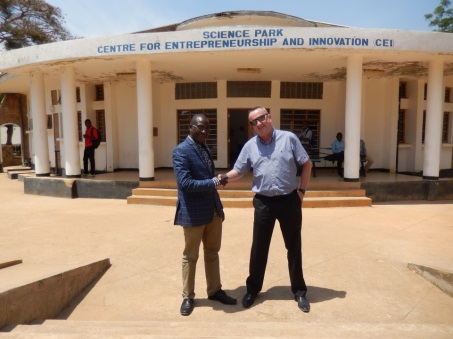 SCIENCE PARK
CENTRE FOR ENTREPRENEURSHIP AND INNOVATION CEI